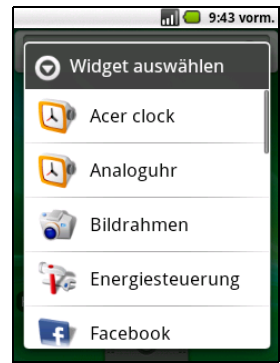 9:43 vorm.
Widget auswählen
Acer clock
Analoguhr
Bildrahmen
Energiesteuerung
Facebook